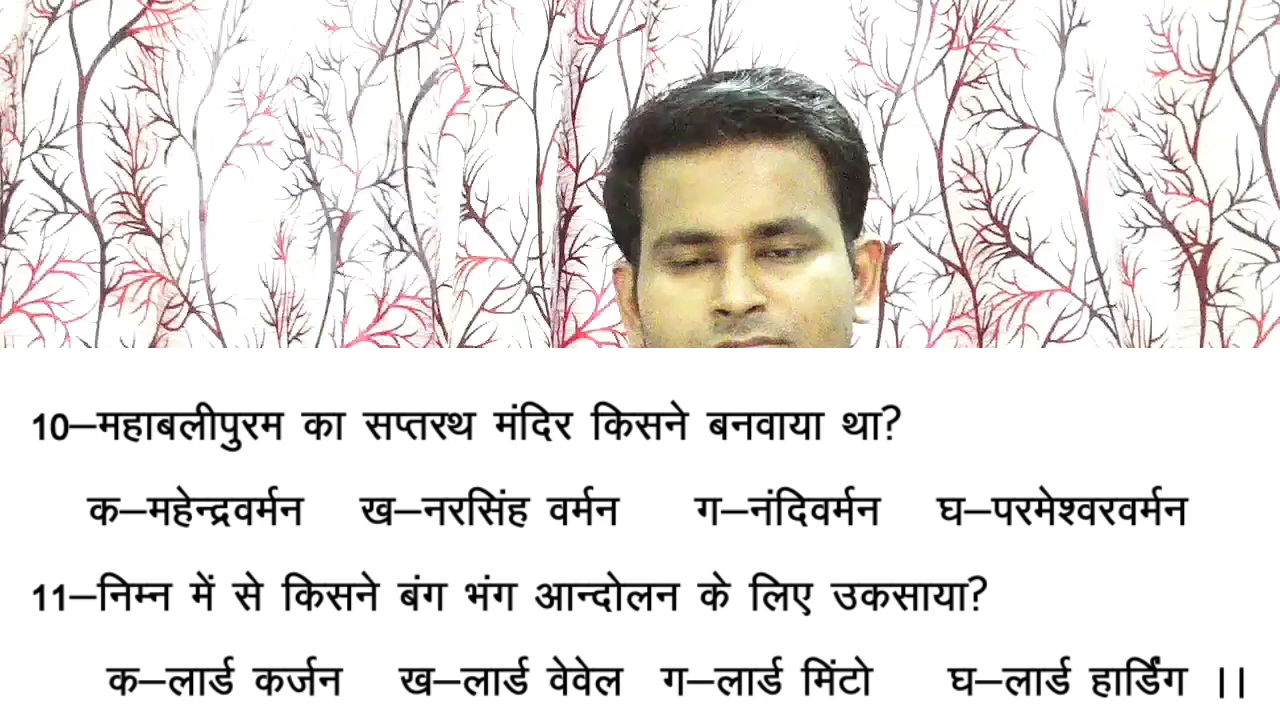 10—महाबलीपुरम का सप्तरथ मंदिर किसने बनवाया था?
क—महेन्द्रवर्मन ख—नरसिंह वर्मन ग—नंदिवर्मन घ—परमेश्वरवर्मन
11—निम्न में से किसने बंग भंग आन्दोलन के लिए उकसाया?
क—लार्ड कर्जन ख—लार्ड वेवेल ग—लार्ड मिंटो घ—लार्ड हार्डिंग ।।